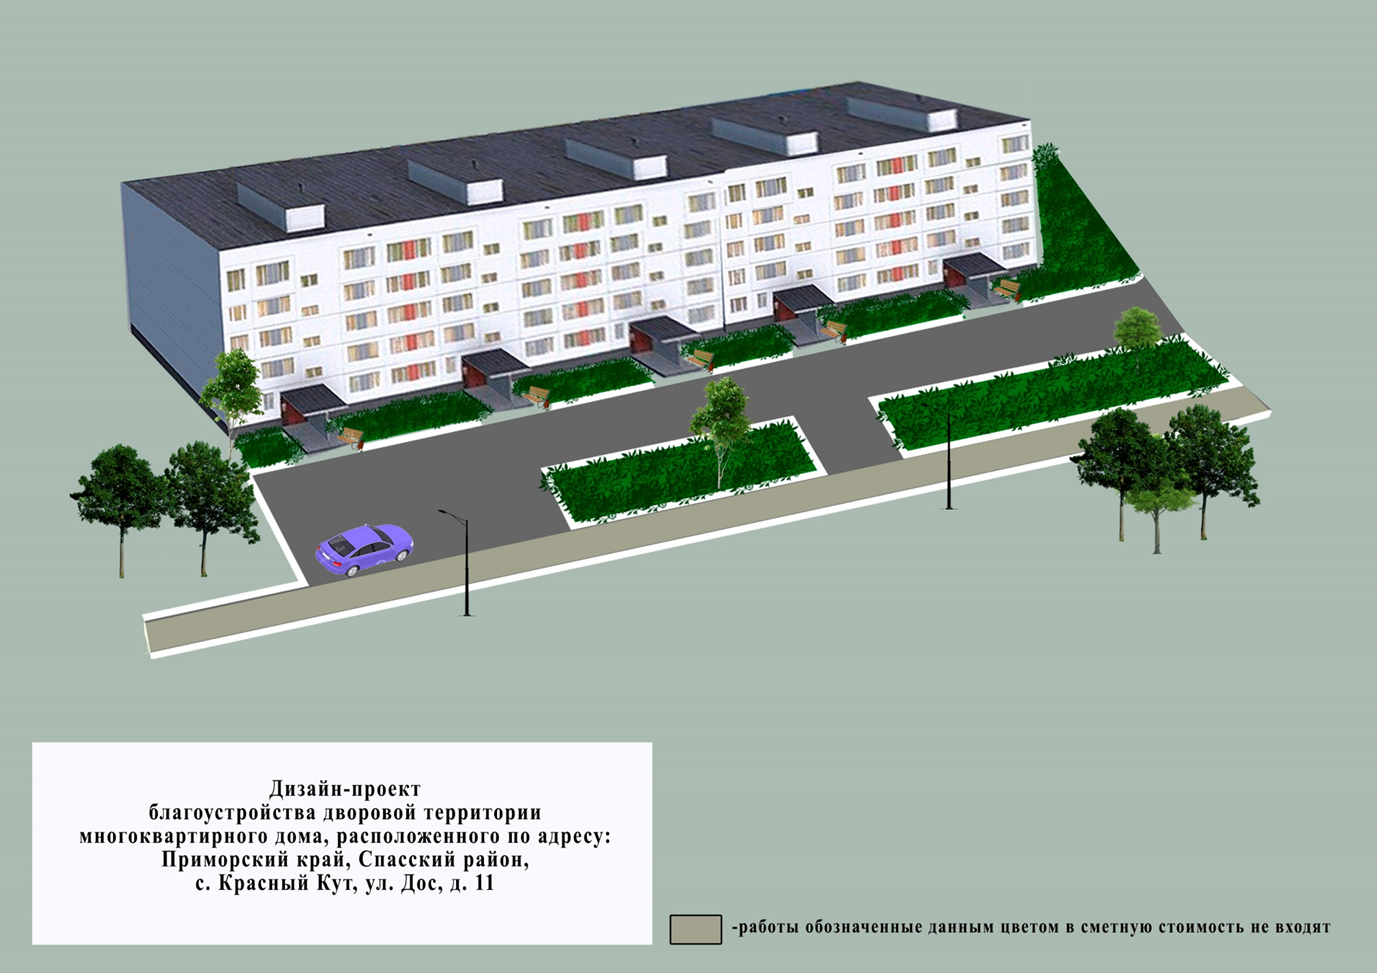 Дизайн-проект
благоустройства дворовой территории
многоквартирного дома, расположенного по адресу:
Приморский край, Спасский район,
с. Красный Кут, ул. Дос, д. 11
-работы обозначенные данным цветом в сметную стоимость не входят